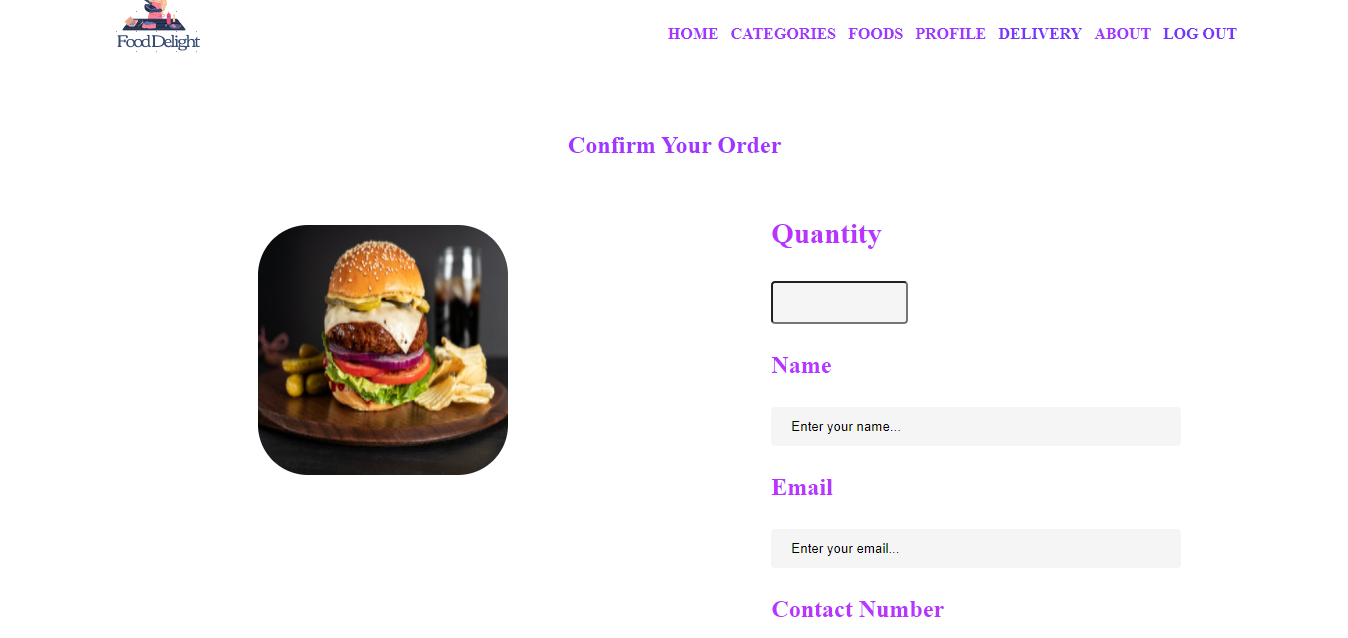 FoodDelight
HOME CATEGORIES FOODS PROFILE DELIVERY ABOUT LOG OUT
Confirm Your Order
Quantity
Name
Enter your name...
Email
Enter your email...
Contact Number